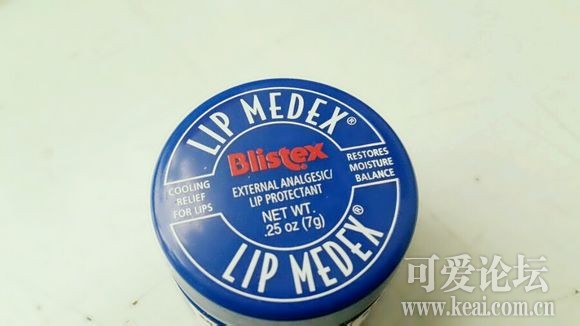 LIP MEDEX®
Blistex
COOLING
RELIEF
FOR LIPS
EXTERNAL ANALGESIC/
LIP PROTECTANT
NET WT.
.25 oz (7g)
RESTORES
MOISTURE
BALANCE
LIP MEDEX®
可爱论坛
www.keai.com.cn